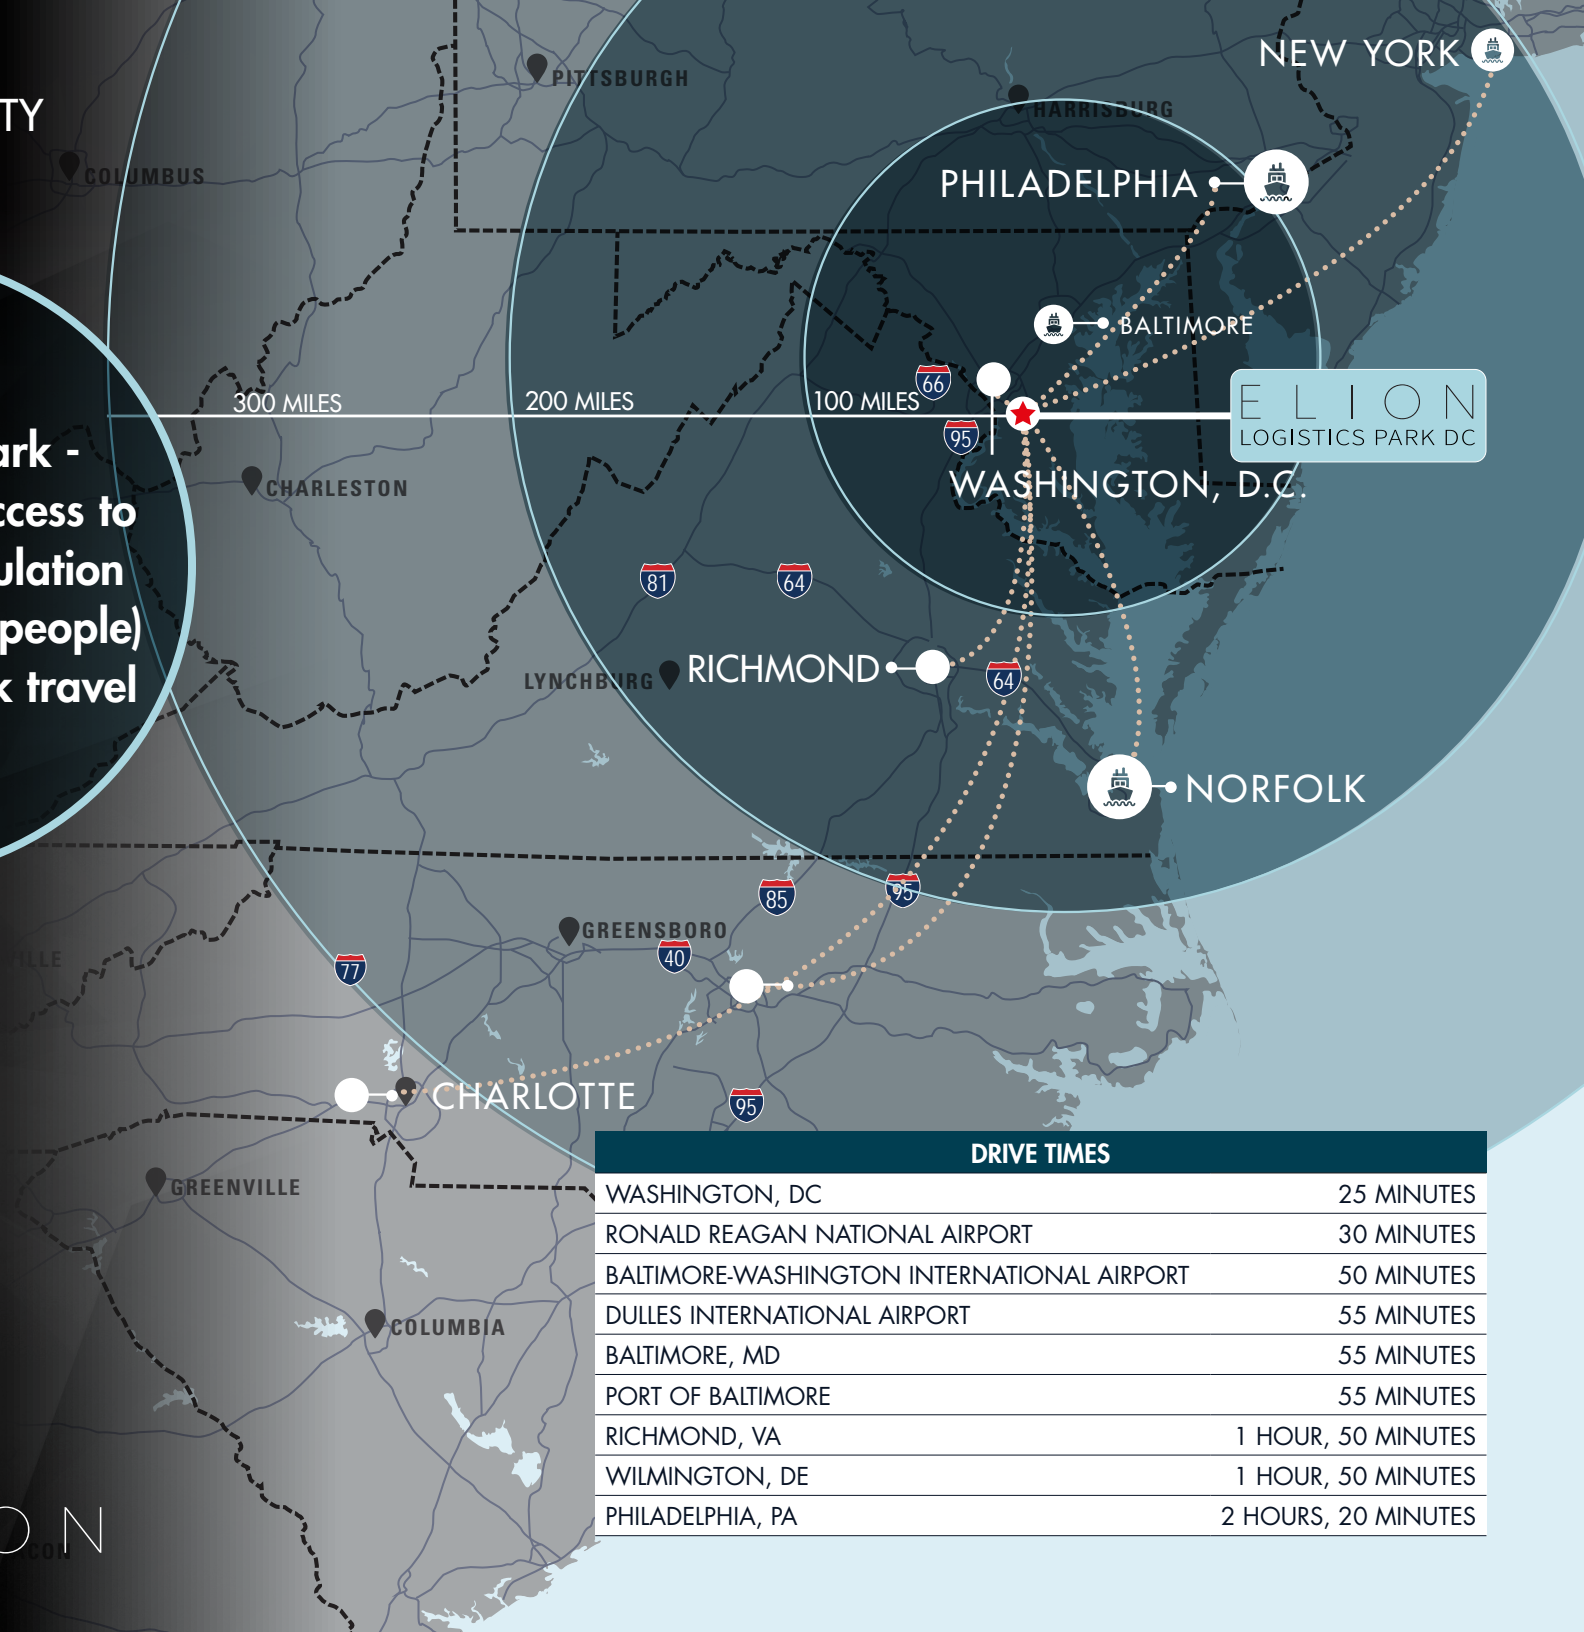 NEW YORK
PITTSBURGH
HARRISBURG
TY
COLUMBUS
PHILADELPHIA
BALTIMORE
66
300 MILES
200 MILES
100 MILES
ELION
LOGISTICS PARK DC
95
ark -
ccess to
ulation
people)
k travel
CHARLESTON
WASHINGTON, D.C.
81
64
LYNCHBURG
RICHMOND
64
NORFOLK
85
95
GREENSBORO
40
VILLE
77
CHARLOTTE
95
GREENVILLE
COLUMBIA
DRIVE TIMES
WASHINGTON, DC 25 MINUTES
RONALD REAGAN NATIONAL AIRPORT 30 MINUTES
BALTIMORE-WASHINGTON INTERNATIONAL AIRPORT 50 MINUTES
DULLES INTERNATIONAL AIRPORT 55 MINUTES
BALTIMORE, MD 55 MINUTES
PORT OF BALTIMORE 55 MINUTES
RICHMOND, VA 1 HOUR, 50 MINUTES
WILMINGTON, DE 1 HOUR, 50 MINUTES
PHILADELPHIA, PA 2 HOURS, 20 MINUTES
ON